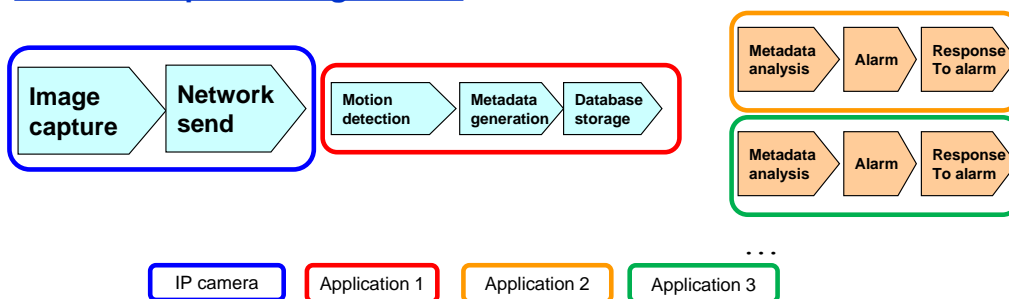 Image
capture
Network
send
Motion
detection
Metadata
generation
Database
storage
Metadata
analysis
Alarm
Response
To alarm
Metadata
analysis
Alarm
Response
To alarm
...
IP camera
Application 1
Application 2
Application 3